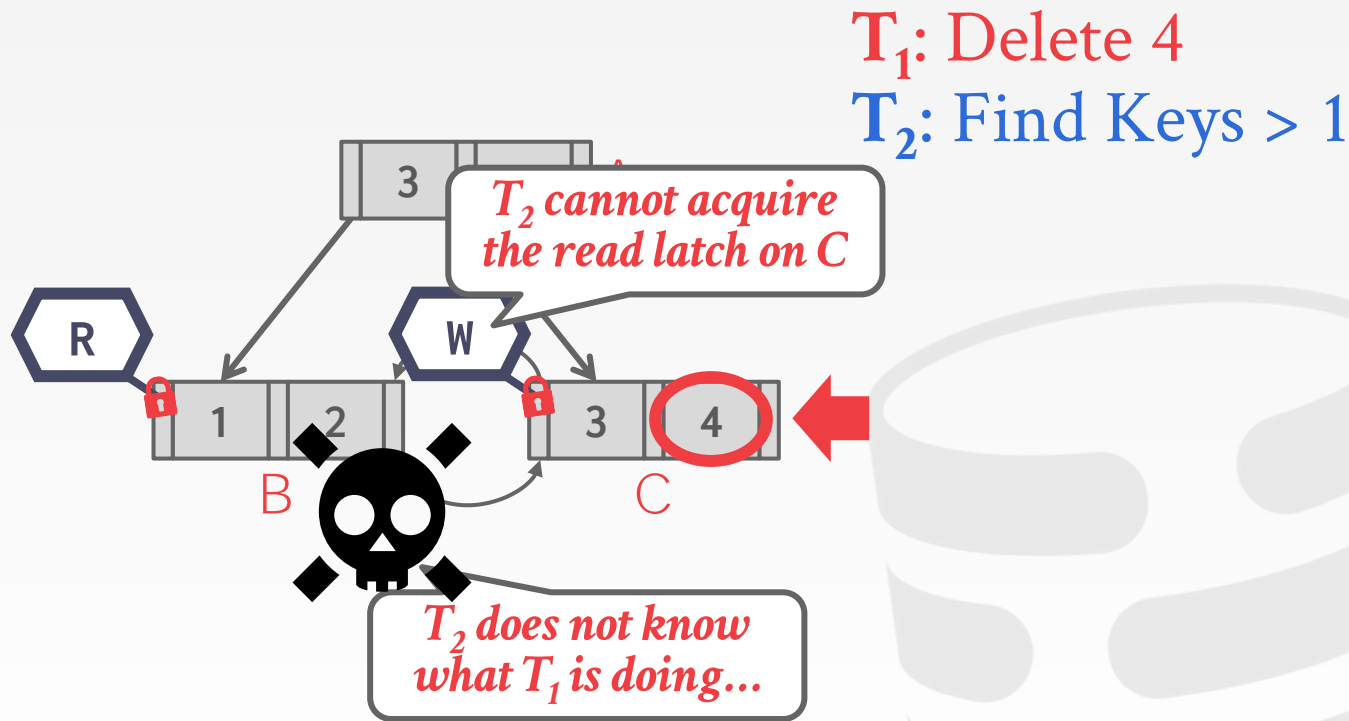 T₁: Delete 4
T₂: Find Keys > 1
3
T₂ cannot acquire
the read latch on C
R
W
1 2
3 4
B
C
T₂ does not know
what T₁ is doing...